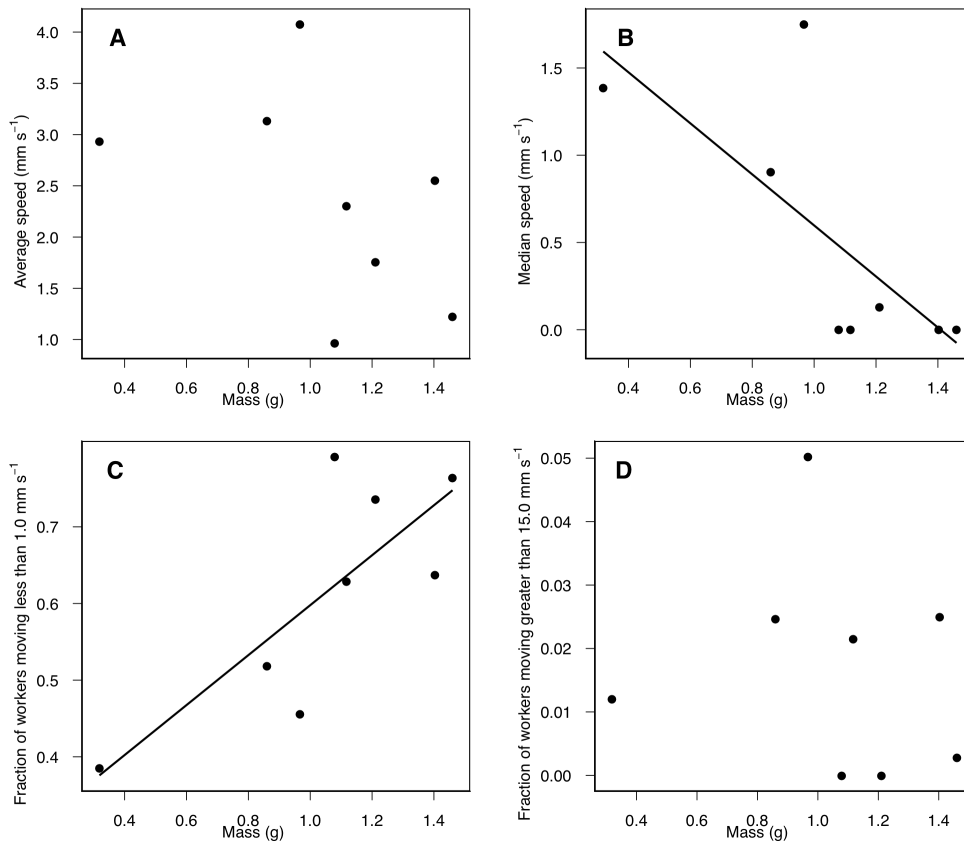 A
Average speed (mm s⁻¹)
4.0
3.5
3.0
2.5
2.0
1.5
1.0
0.4 0.6 0.8 1.0 1.2 1.4
Mass (g)
B
Median speed (mm s⁻¹)
1.5
1.0
0.5
0.0
0.4 0.6 0.8 1.0 1.2 1.4
Mass (g)
C
Fraction of workers moving less than 1.0 mm s⁻¹
0.7
0.6
0.5
0.4
0.4 0.6 0.8 1.0 1.2 1.4
Mass (g)
D
Fraction of workers moving greater than 15.0 mm s⁻¹
0.05
0.04
0.03
0.02
0.01
0.00
0.4 0.6 0.8 1.0 1.2 1.4
Mass (g)